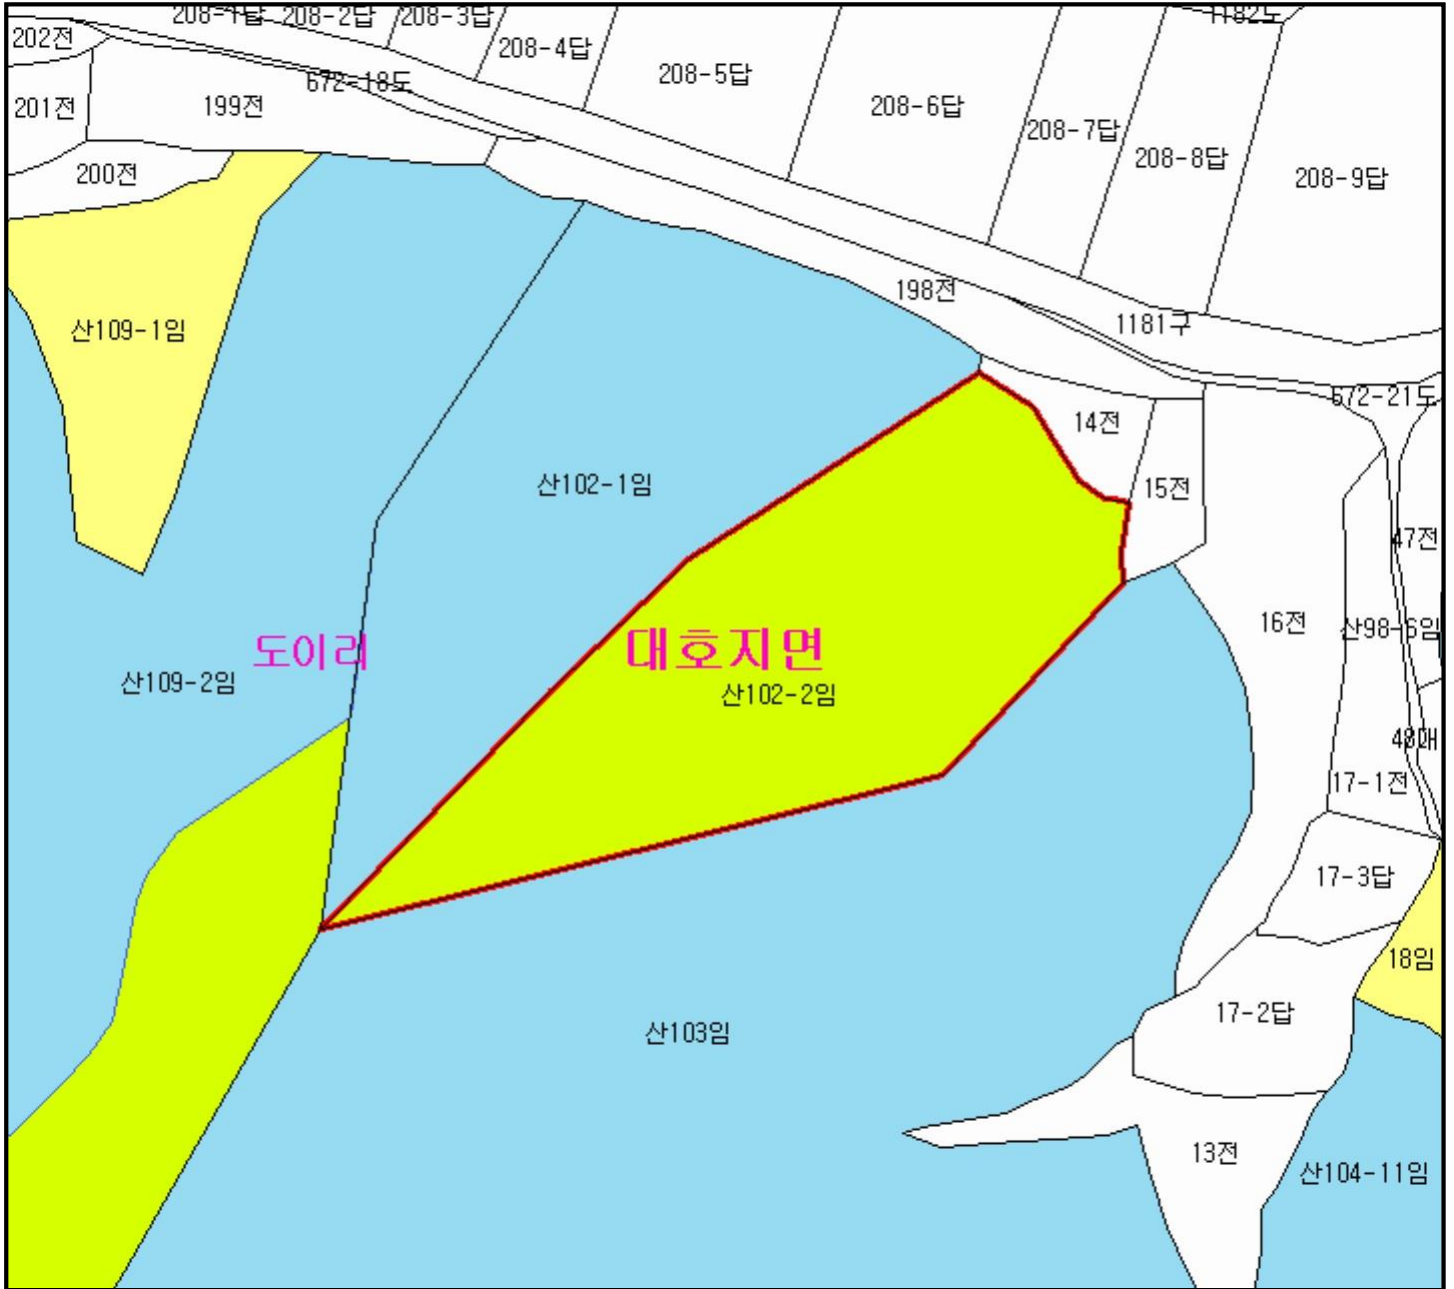 208-1답
208-2답
208-3답
1182도
202전
208-4답
208-5답
672-18도
201전
199전
208-6답
208-7답
208-8답
200전
208-9답
198전
산109-1임
1181구
672-21도
14전
산102-1임
15전
47전
16전
산98-6임
도이리
대호지면
산109-2임
산102-2임
17-1전
17-3답
18임
17-2답
산103임
13전
산104-11임